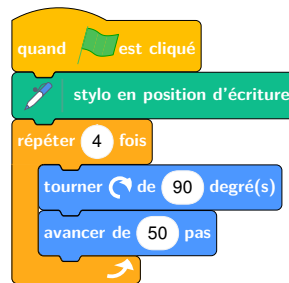 quand est cliqué
stylo en position d'écriture
répéter 4 fois
tourner de 90 degré(s)
avancer de 50 pas